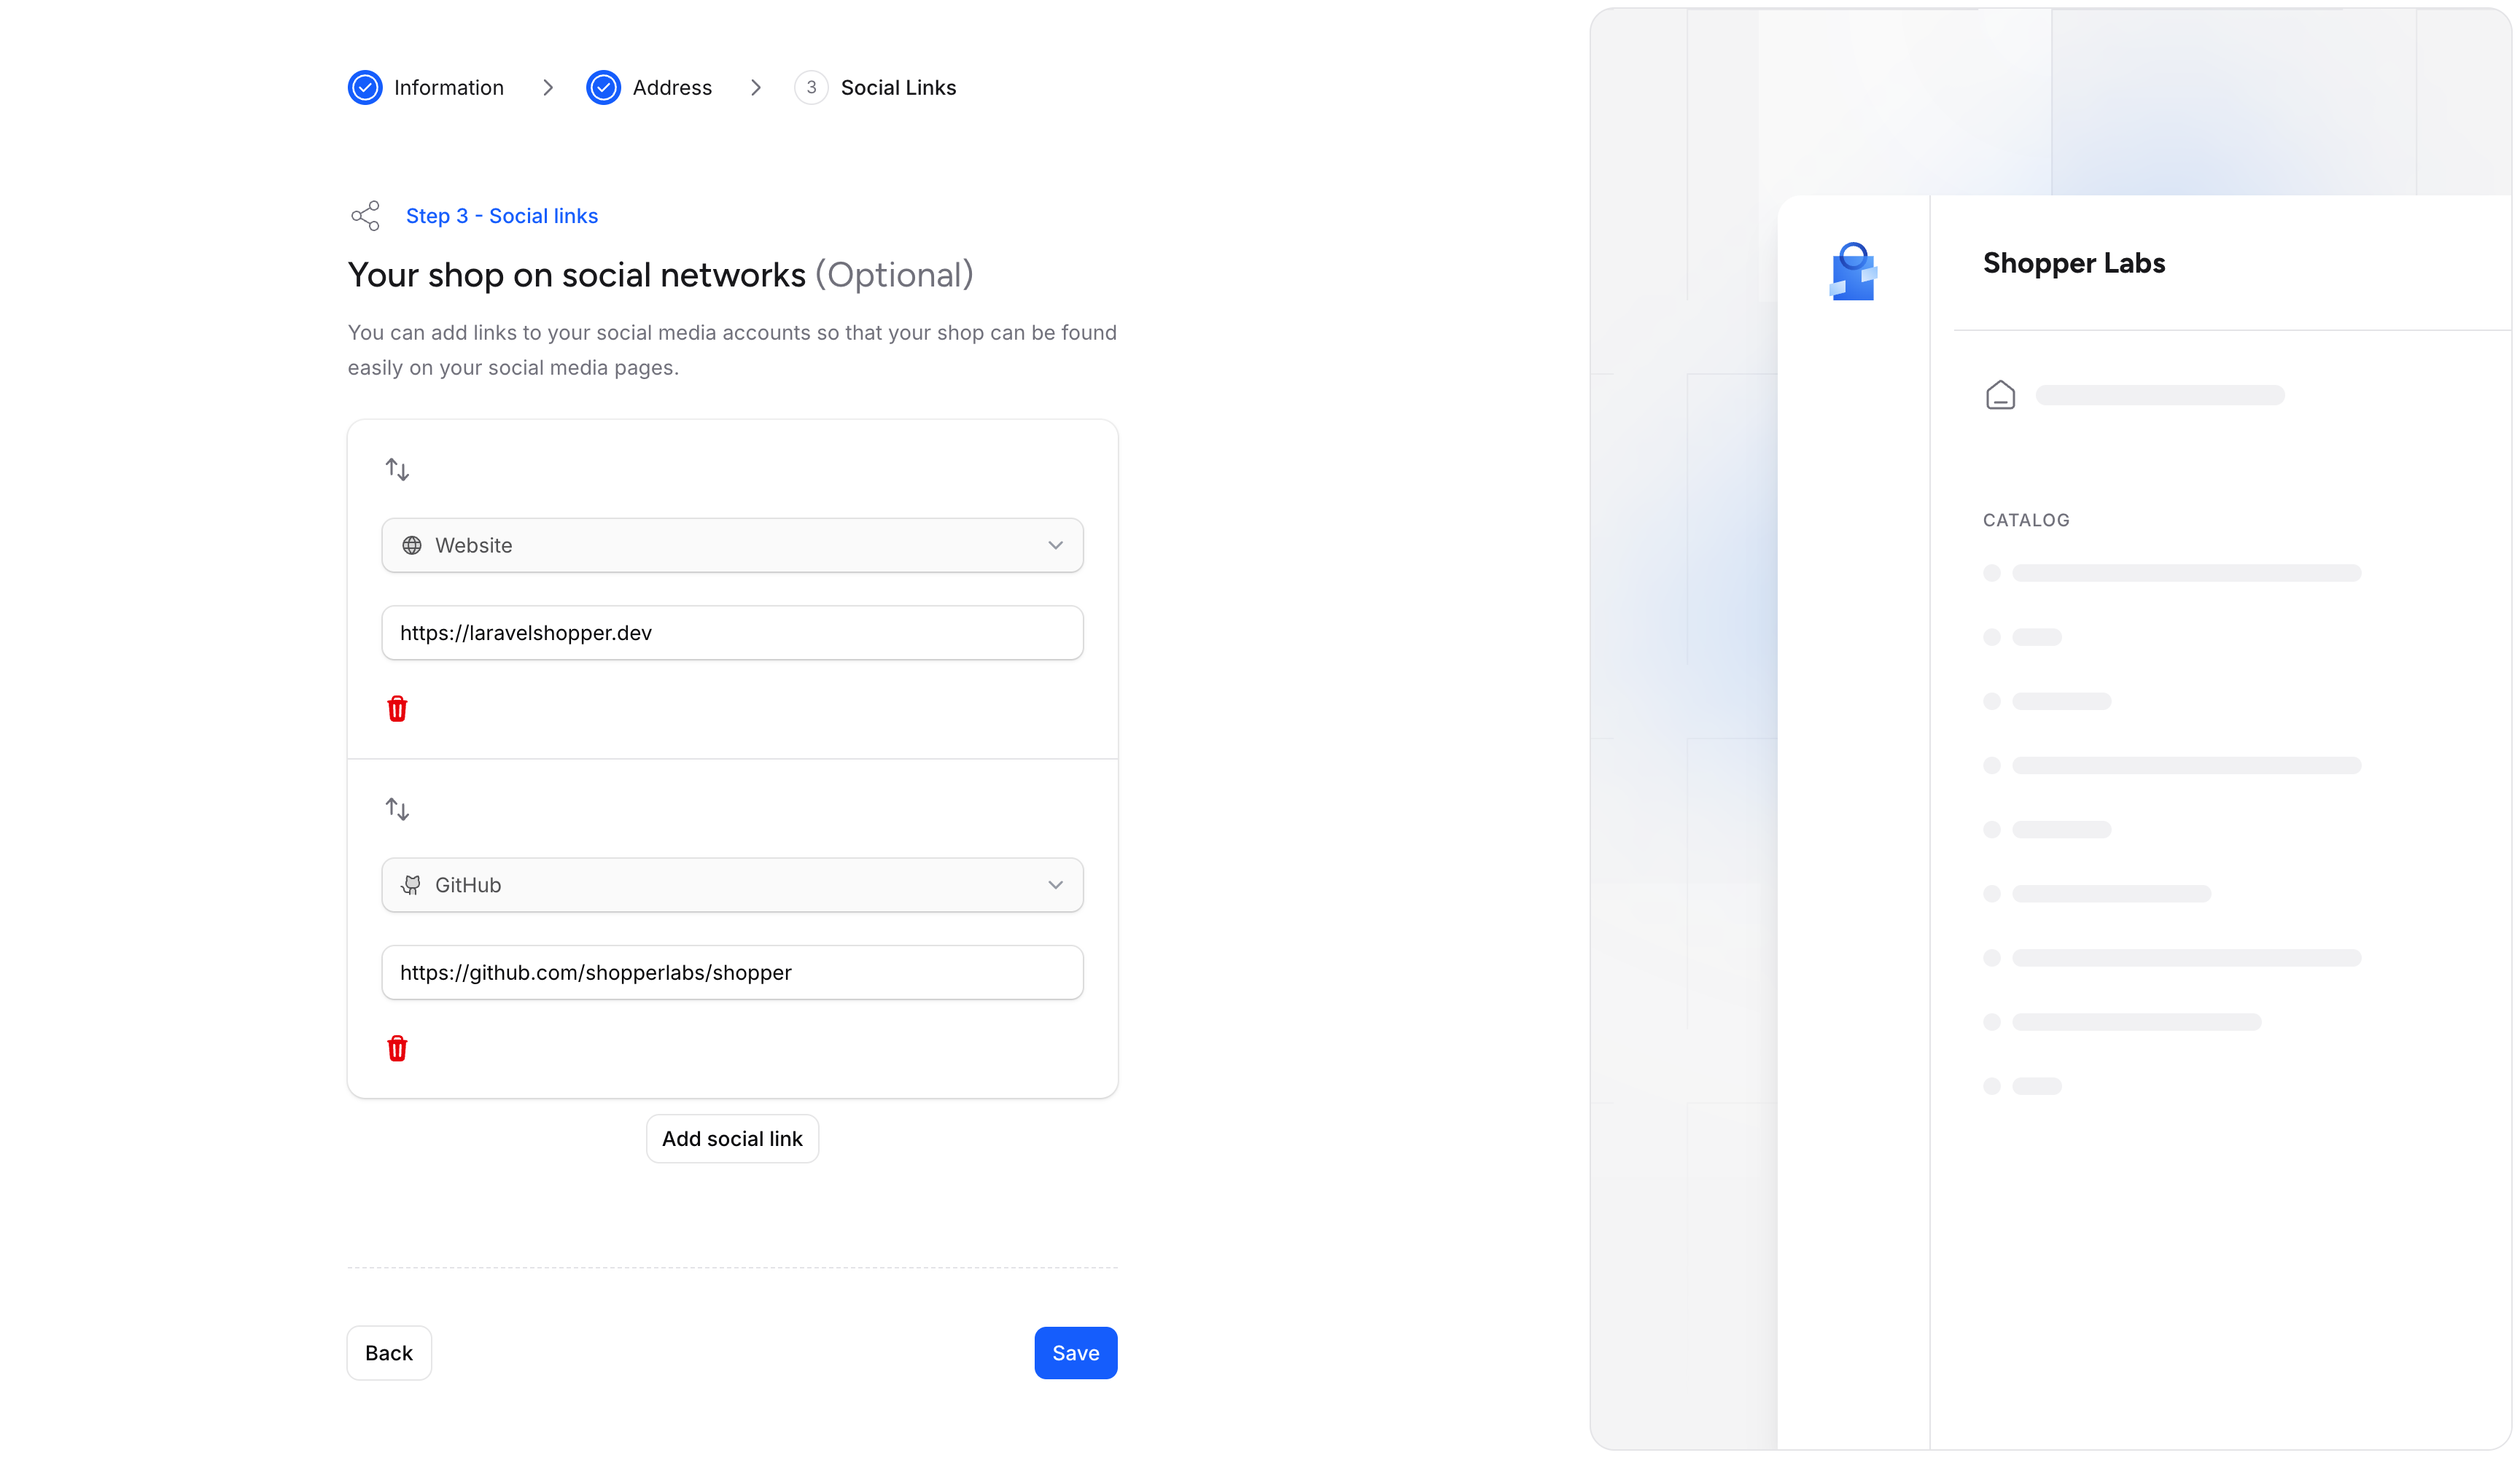 Information
Address
3
Social Links
Step 3 - Social links
Your shop on social networks (Optional)
You can add links to your social media accounts so that your shop can be found
easily on your social media pages.
Website
https://laravelshopper.dev
GitHub
https://github.com/shopperlabs/shopper
Add social link
Back
Save
Shopper Labs
CATALOG